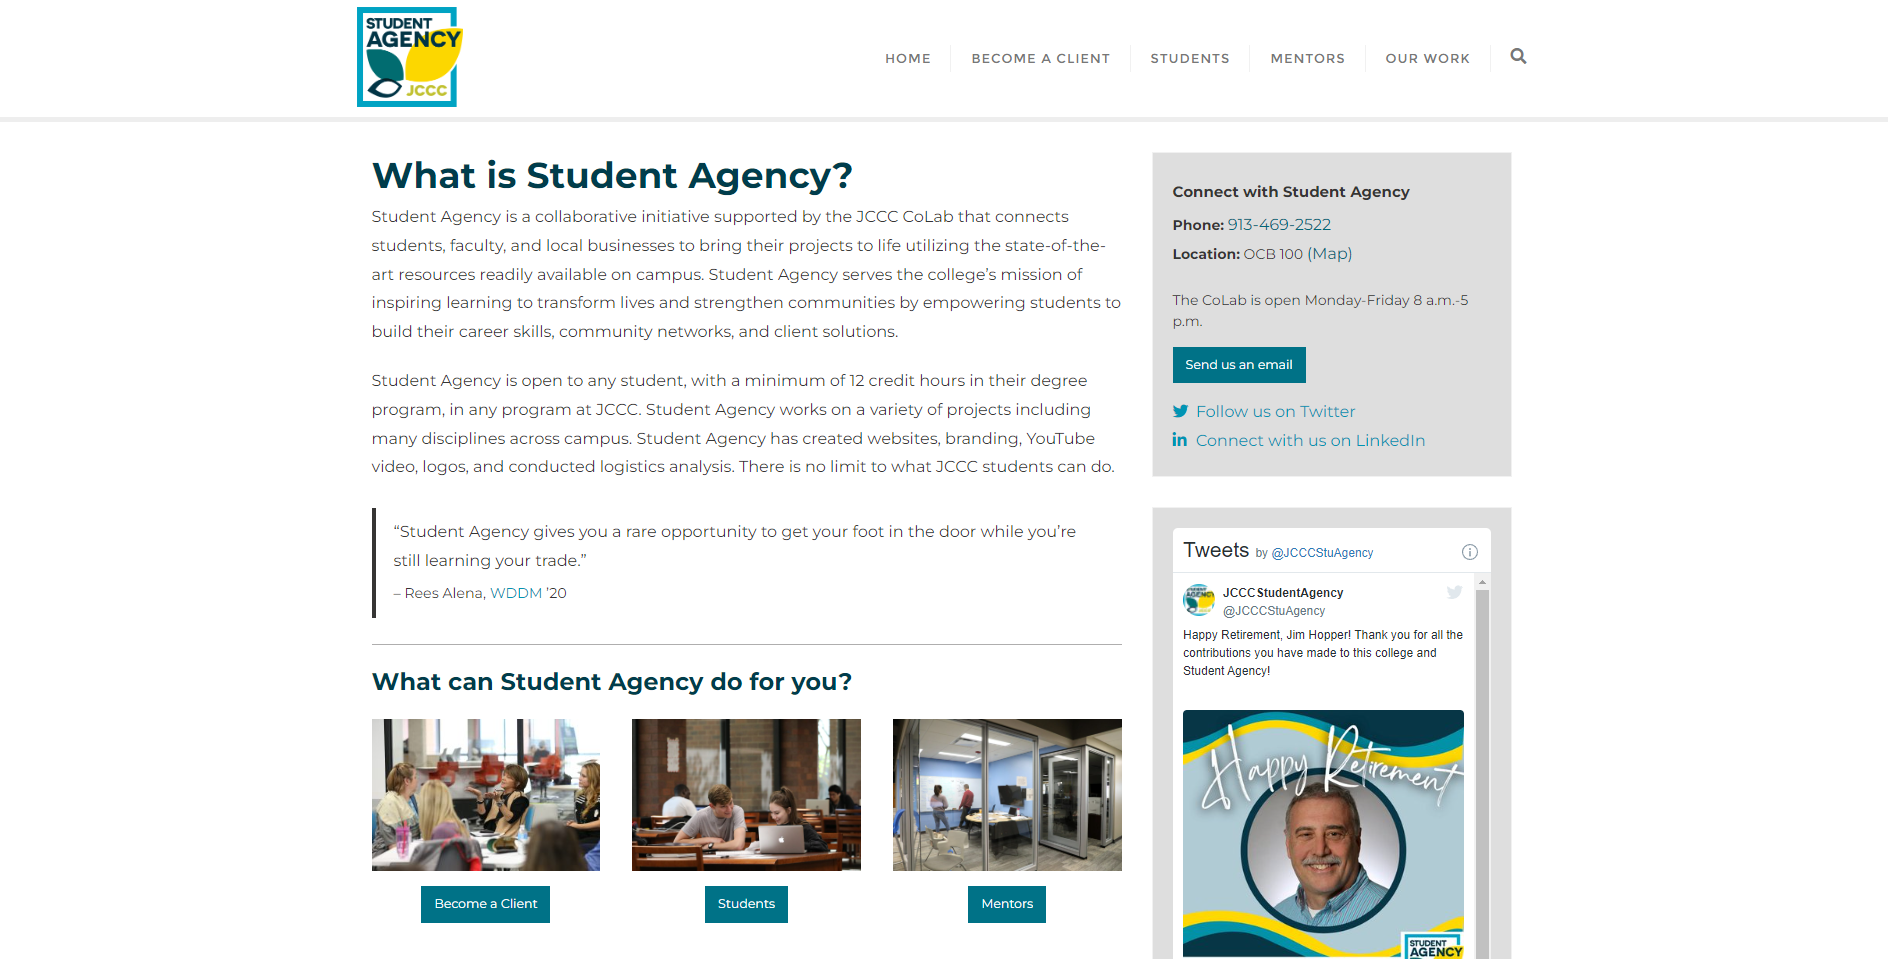 STUDENT
AGENCY
JCCC
HOME
BECOME A CLIENT
STUDENTS
MENTORS
OUR WORK
What is Student Agency?
Student Agency is a collaborative initiative supported by the JCCC CoLab that connects
students, faculty, and local businesses to bring their projects to life utilizing the state-of-the-
art resources readily available on campus. Student Agency serves the college’s mission of
inspiring learning to transform lives and strengthen communities by empowering students to
build their career skills, community networks, and client solutions.
Student Agency is open to any student, with a minimum of 12 credit hours in their degree
program, in any program at JCCC. Student Agency works on a variety of projects including
many disciplines across campus. Student Agency has created websites, branding, YouTube
video, logos, and conducted logistics analysis. There is no limit to what JCCC students can do.
“Student Agency gives you a rare opportunity to get your foot in the door while you’re
still learning your trade.”
– Rees Alena, WDDM ’20
What can Student Agency do for you?
Become a Client
Students
Mentors
Connect with Student Agency
Phone: 913-469-2522
Location: OCB 100 (Map)
The CoLab is open Monday-Friday 8 a.m.-5
p.m.
Send us an email
Follow us on Twitter
Connect with us on LinkedIn
Tweets by @JCCCStuAgency
JCCCStudentAgency
@JCCCStuAgency
Happy Retirement, Jim Hopper! Thank you for all the
contributions you have made to this college and
Student Agency!
Happy Retirement
STUDENT
AGENCY